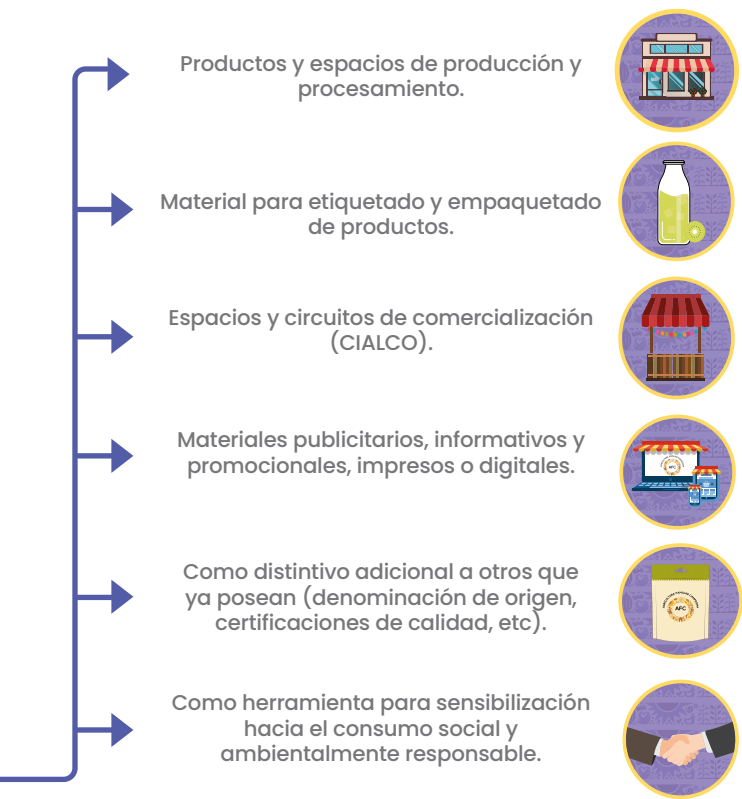 Productos y espacios de producción y
procesamiento.
Material para etiquetado y empaquetado
de productos.
Espacios y circuitos de comercialización
(CIALCO).
Materiales publicitarios, informativos y
promocionales, impresos o digitales.
AFC
Como distintivo adicional a otros que
ya posean (denominación de origen,
certificaciones de calidad, etc).
AFC
Como herramienta para sensibilización
hacia el consumo social y
ambientalmente responsable.